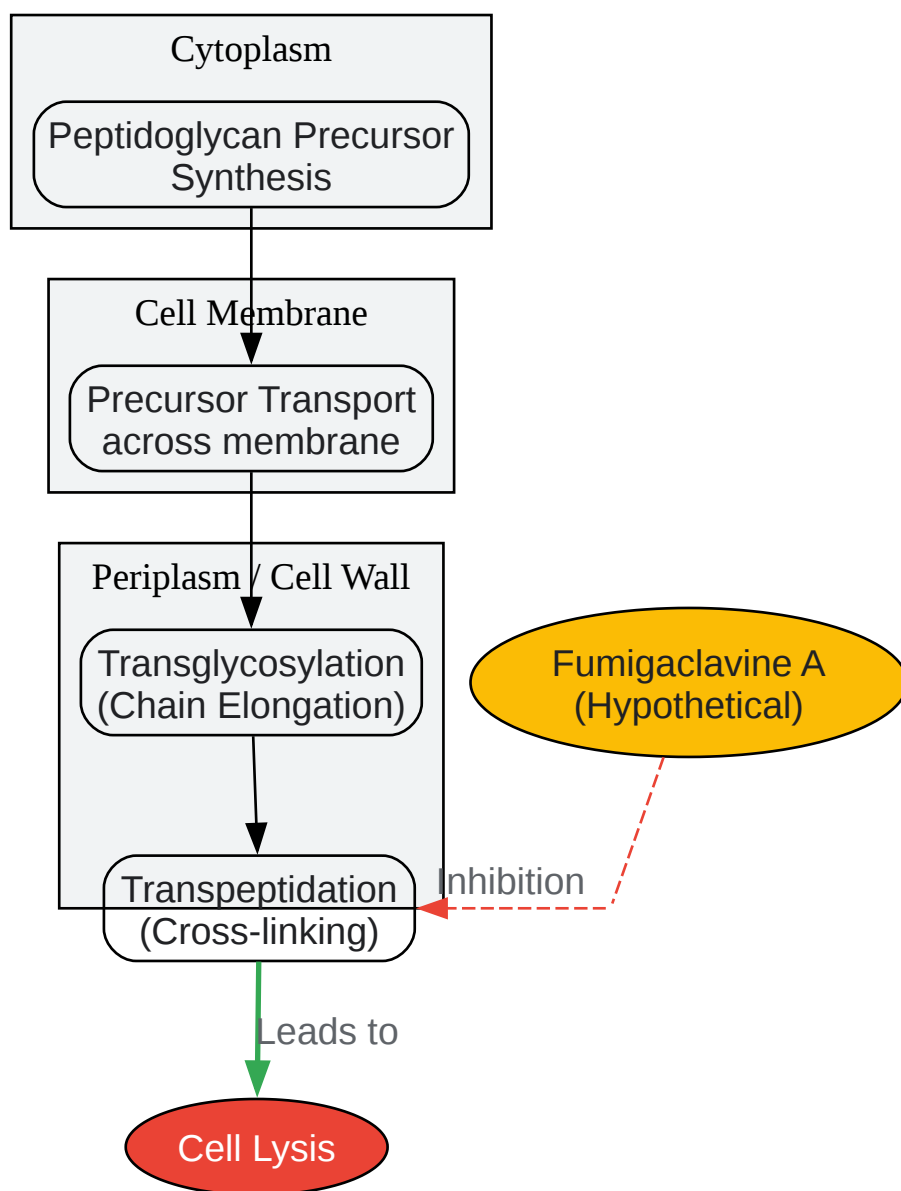 Cytoplasm
Peptidoglycan Precursor
Synthesis
Cell Membrane
Precursor Transport
across membrane
Periplasm / Cell Wall
Transglycosylation
(Chain Elongation)
Fumigaclavine A
(Hypothetical)
Transpeptidation
(Cross-linking)
Inhibition
Leads to
Cell Lysis